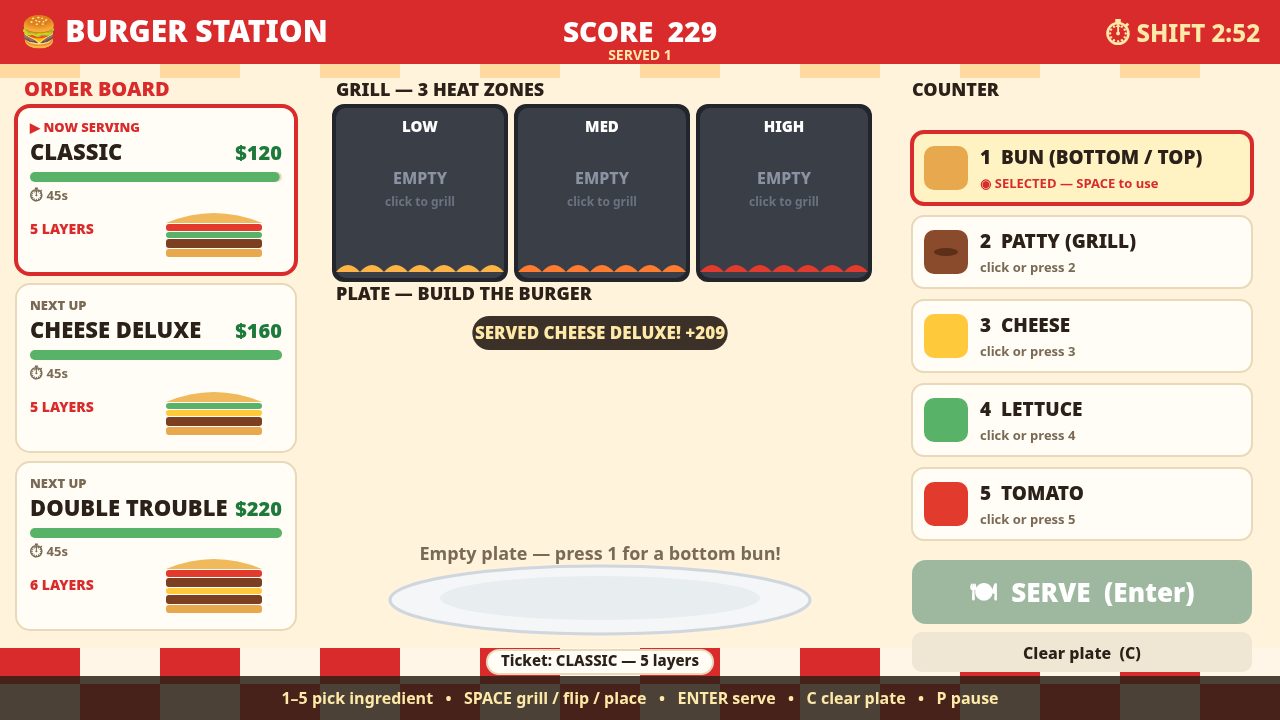 🍔 BURGER STATION
SCORE 229
SERVED 1
⏱ SHIFT 2:52
ORDER BOARD
▶ NOW SERVING
CLASSIC $120
⏱ 45s
5 LAYERS
NEXT UP
CHEESE DELUXE $160
⏱ 45s
5 LAYERS
NEXT UP
DOUBLE TROUBLE $220
⏱ 45s
6 LAYERS
GRILL — 3 HEAT ZONES
LOW
EMPTY
click to grill
MED
EMPTY
click to grill
HIGH
EMPTY
click to grill
PLATE — BUILD THE BURGER
SERVED CHEESE DELUXE! +209
Empty plate — press 1 for a bottom bun!
Ticket: CLASSIC — 5 layers
COUNTER
1 BUN (BOTTOM / TOP)
◉ SELECTED — SPACE to use
2 PATTY (GRILL)
click or press 2
3 CHEESE
click or press 3
4 LETTUCE
click or press 4
5 TOMATO
click or press 5
🍽 SERVE (Enter)
Clear plate (C)
1–5 pick ingredient • SPACE grill / flip / place • ENTER serve • C clear plate • P pause